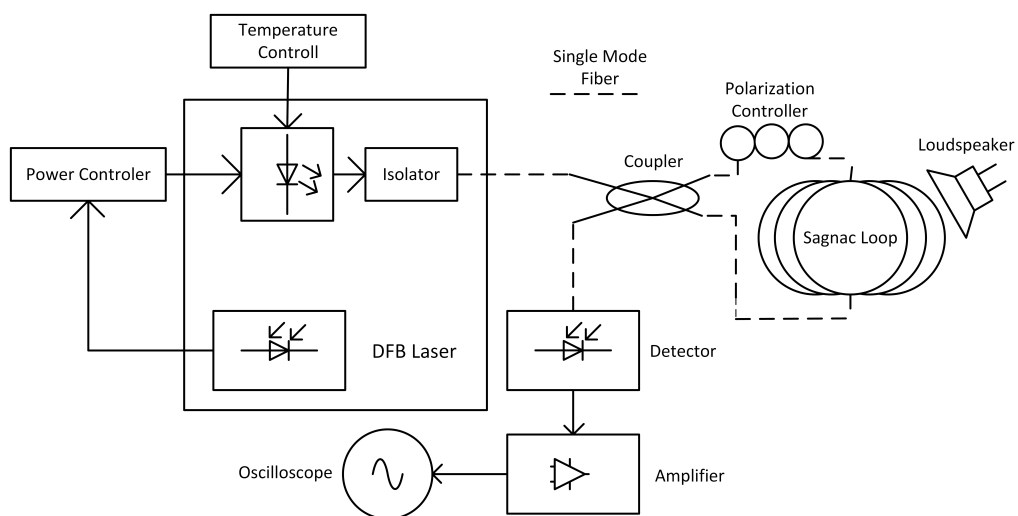 Temperature
Controll
Single Mode
Fiber
Polarization
Controller
Loudspeaker
Coupler
Power Controler
Isolator
Sagnac Loop
DFB Laser
Detector
Oscilloscope
Amplifier